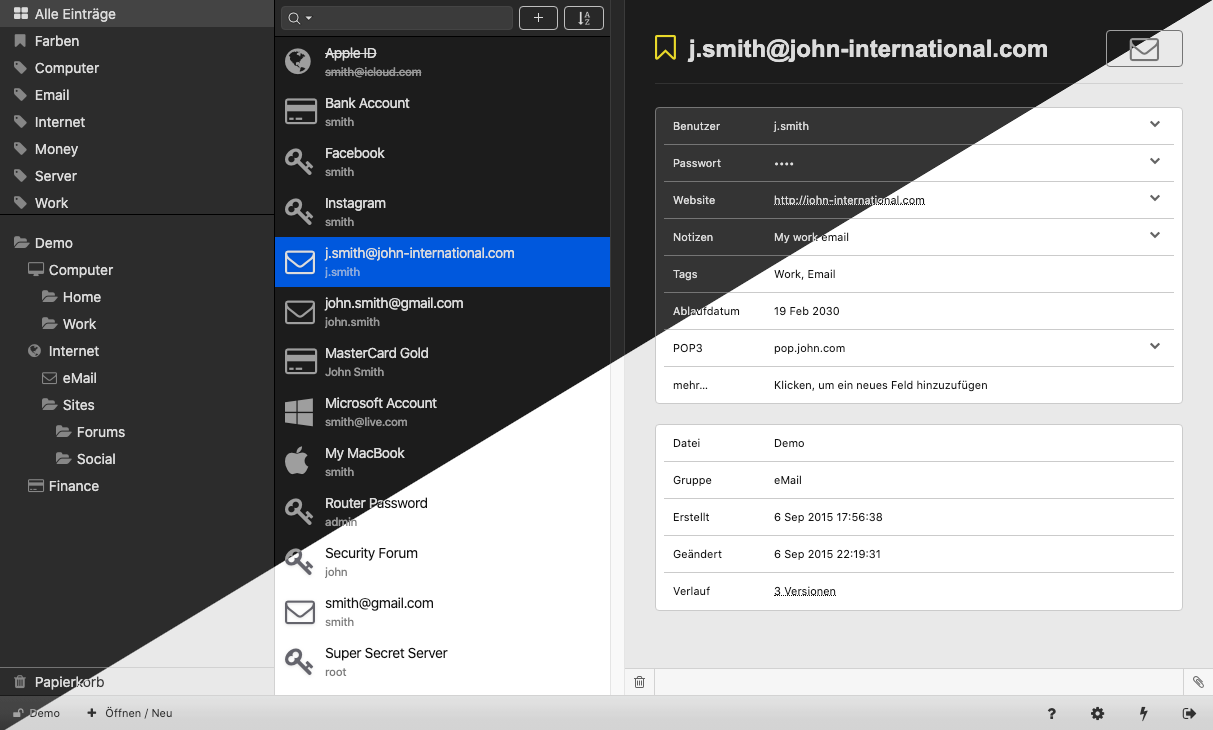 Alle Einträge
Farben
Computer
Email
Internet
Money
Server
Work
Demo
Computer
Home
Work
Internet
eMail
Sites
Forums
Social
Finance
Papierkorb
Apple ID
smith@icloud.com
Bank Account
smith
Facebook
smith
Instagram
smith
j.smith@john-international.com
j.smith
john.smith@gmail.com
john.smith
MasterCard Gold
John Smith
Microsoft Account
smith@live.com
My MacBook
smith
Router Password
admin
Security Forum
john
smith@gmail.com
smith
Super Secret Server
root
j.smith@john-international.com
Benutzer j.smith
Passwort ••••
Website http://john-international.com
Notizen My work email
Tags Work, Email
Ablaufdatum 19 Feb 2030
POP3 pop.john.com
mehr... Klicken, um ein neues Feld hinzuzufügen
Datei Demo
Gruppe eMail
Erstellt 6 Sep 2015 17:56:38
Geändert 6 Sep 2015 22:19:31
Verlauf 3 Versionen
Demo + Öffnen / Neu ?